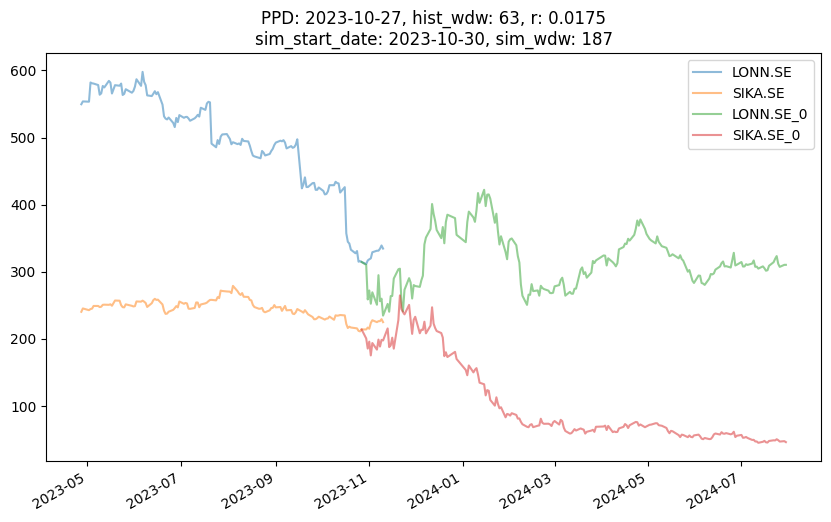 PPD: 2023-10-27, hist_wdw: 63, r: 0.0175
sim_start_date: 2023-10-30, sim_wdw: 187
LONN.SE
SIKA.SE
LONN.SE_0
SIKA.SE_0
600
500
400
300
200
100
2023-05
2023-07
2023-09
2023-11
2024-01
2024-03
2024-05
2024-07